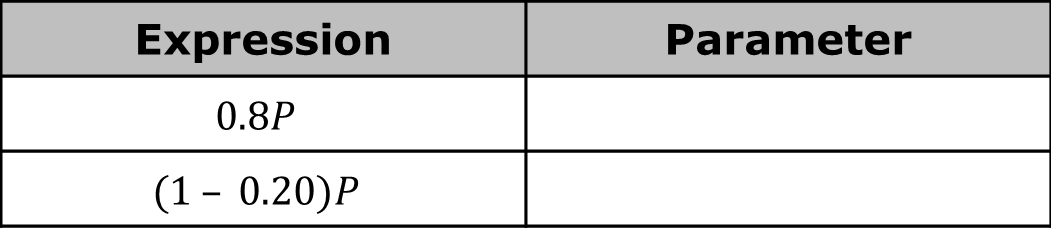 Expression Parameter
0.8P
(1 – 0.20)P